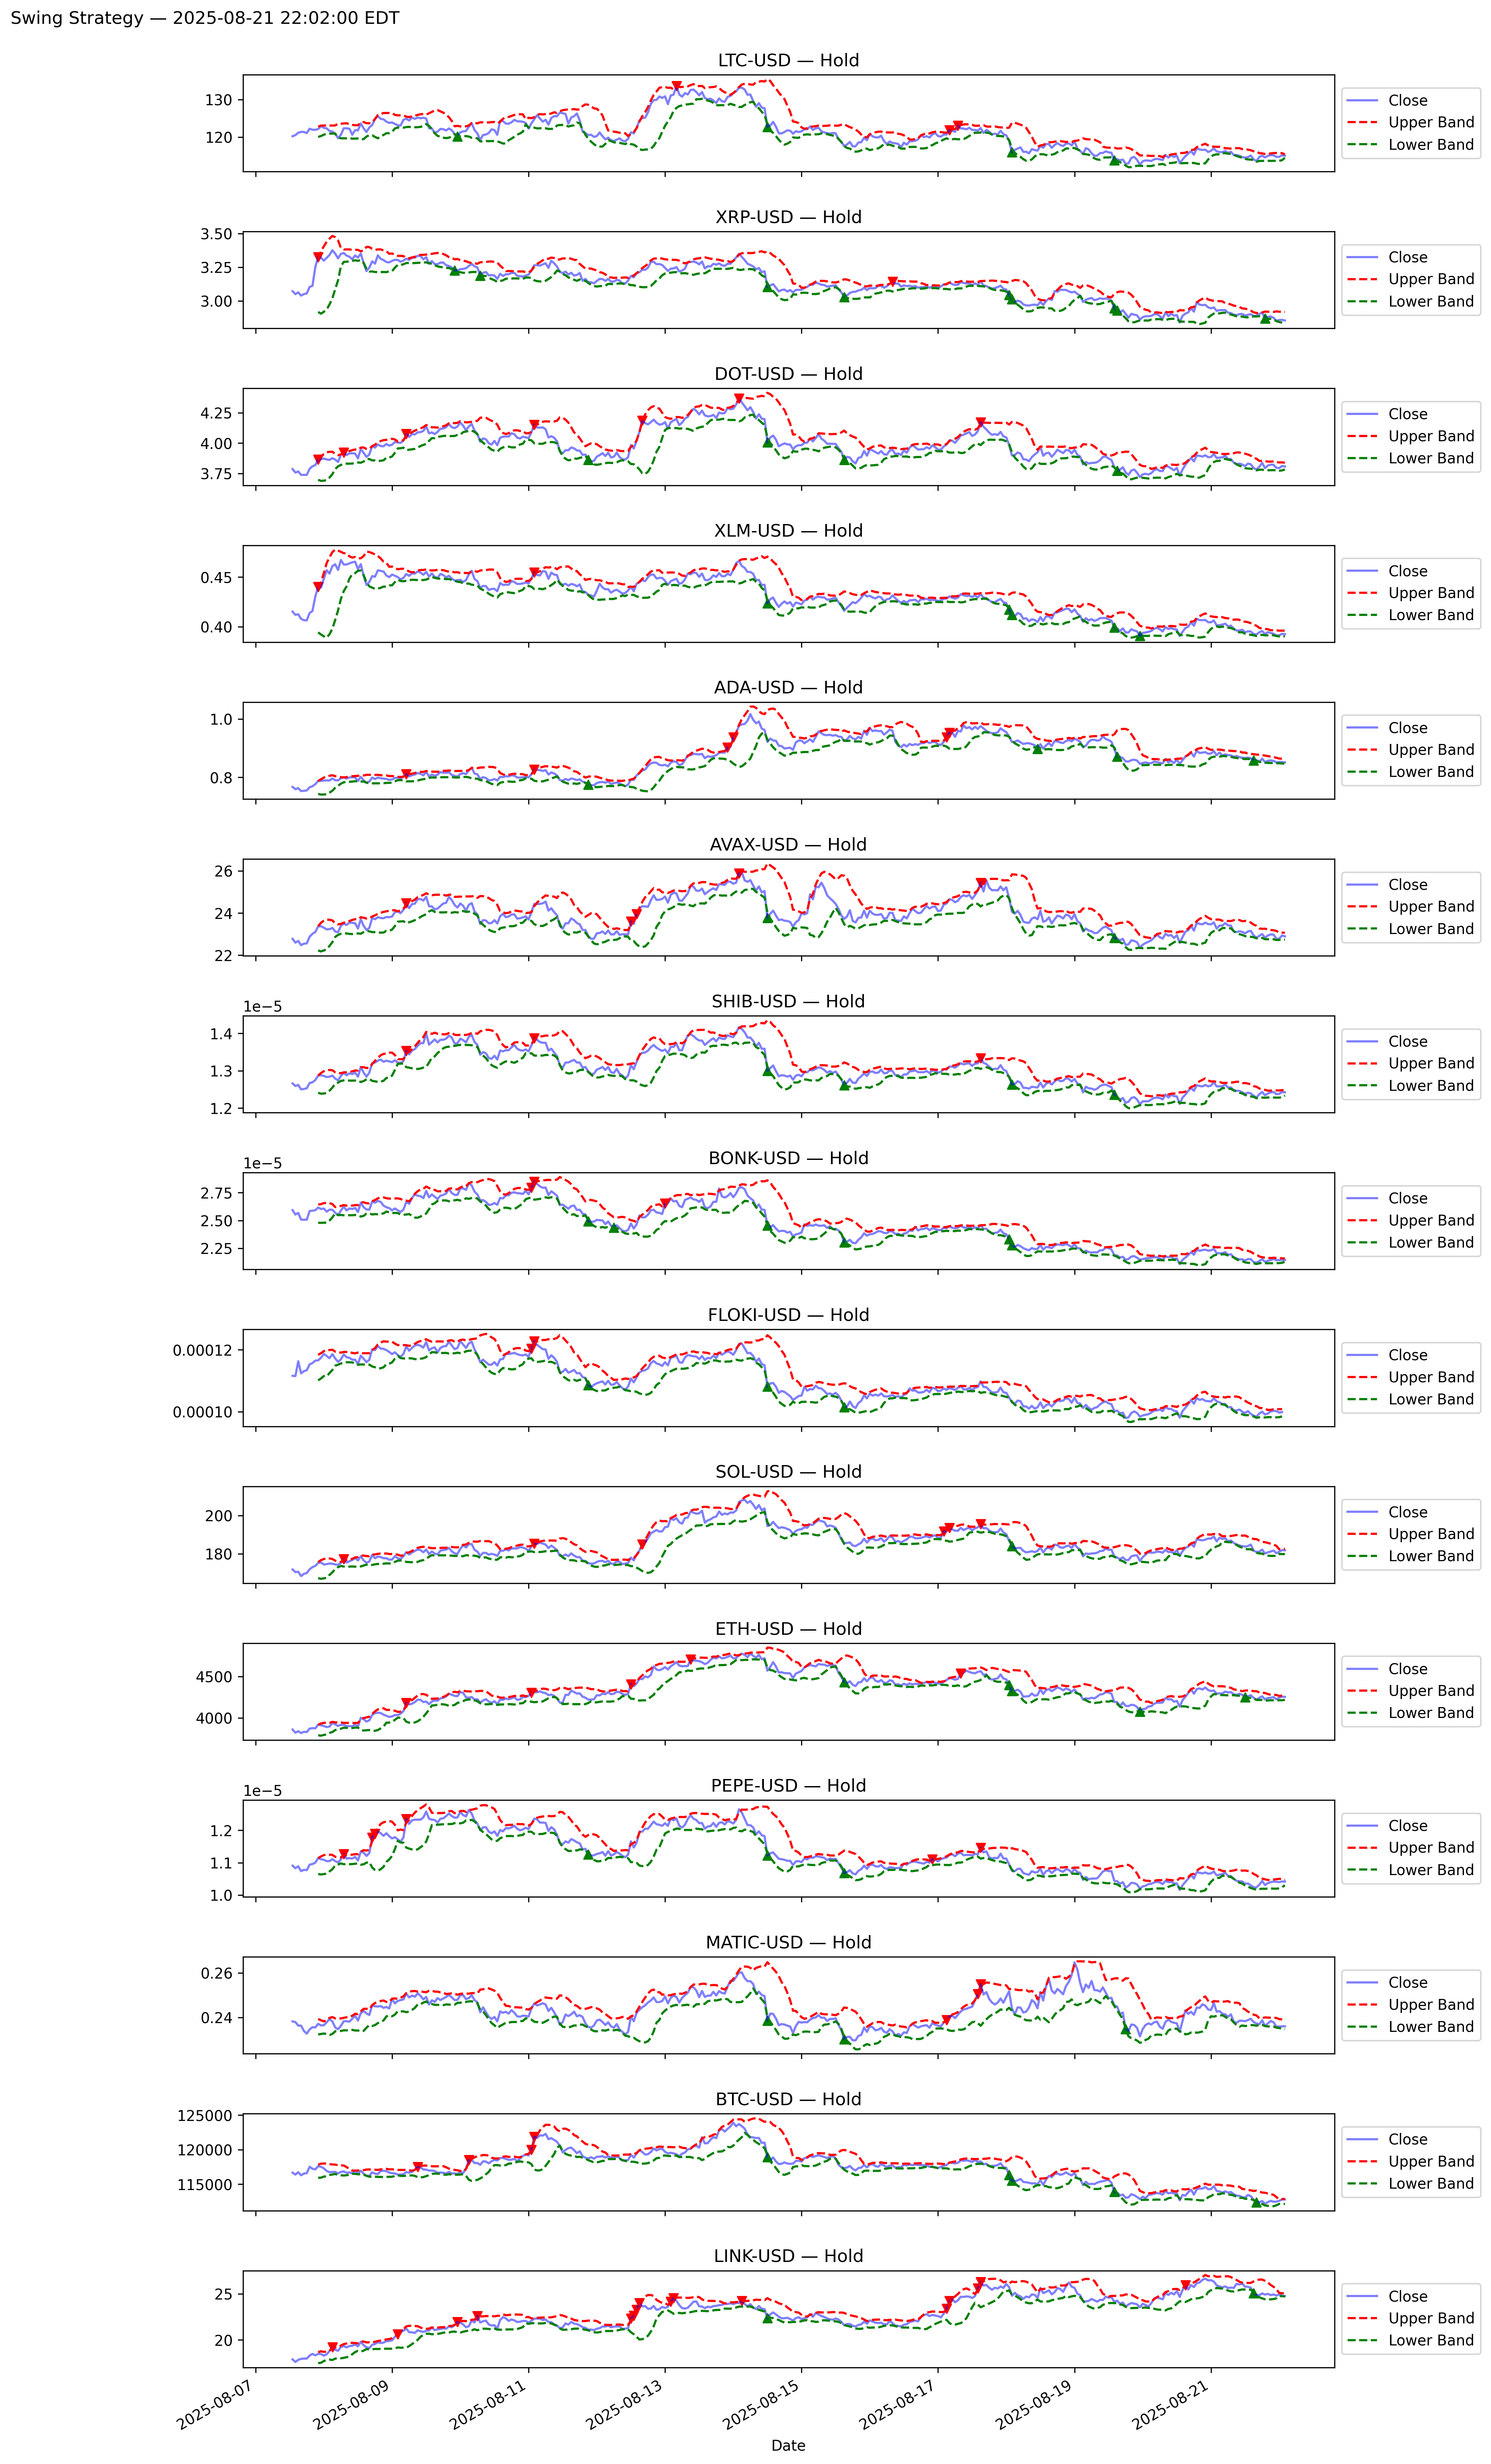 Swing Strategy — 2025-08-21 22:02:00 EDT
LTC-USD — Hold
130
120
Close
Upper Band
Lower Band
XRP-USD — Hold
3.50
3.25
3.00
Close
Upper Band
Lower Band
DOT-USD — Hold
4.25
4.00
3.75
Close
Upper Band
Lower Band
XLM-USD — Hold
0.45
0.40
Close
Upper Band
Lower Band
ADA-USD — Hold
1.0
0.8
Close
Upper Band
Lower Band
AVAX-USD — Hold
26
24
22
Close
Upper Band
Lower Band
SHIB-USD — Hold
1e−5
1.4
1.3
1.2
Close
Upper Band
Lower Band
BONK-USD — Hold
1e−5
2.75
2.50
2.25
Close
Upper Band
Lower Band
FLOKI-USD — Hold
0.00012
0.00010
Close
Upper Band
Lower Band
SOL-USD — Hold
200
180
Close
Upper Band
Lower Band
ETH-USD — Hold
4500
4000
Close
Upper Band
Lower Band
PEPE-USD — Hold
1e−5
1.2
1.1
1.0
Close
Upper Band
Lower Band
MATIC-USD — Hold
0.26
0.24
Close
Upper Band
Lower Band
BTC-USD — Hold
125000
120000
115000
Close
Upper Band
Lower Band
LINK-USD — Hold
25
20
Close
Upper Band
Lower Band
2025-08-07
2025-08-09
2025-08-11
2025-08-13
2025-08-15
2025-08-17
2025-08-19
2025-08-21
Date